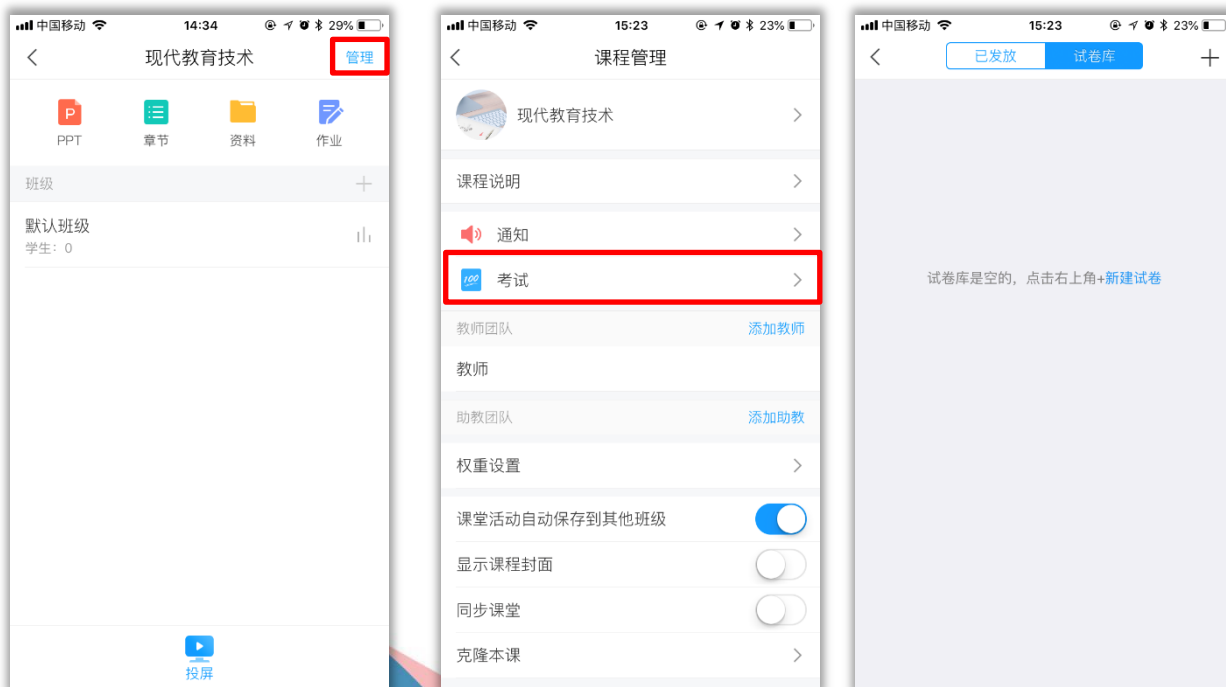 中国移动 14:34 29%
现代教育技术 管理
P
PPT 章节 资料 作业
班级
默认班级
学生：0
投屏
中国移动 15:23 23%
课程管理
现代教育技术
课程说明
通知
100 考试
教师团队 添加教师
教师
助教团队 添加助教
权重设置
课堂活动自动保存到其他班级
显示课程封面
同步课堂
克隆本课
中国移动 15:23 23%
已发放 试卷库
试卷库是空的，点击右上角+新建试卷